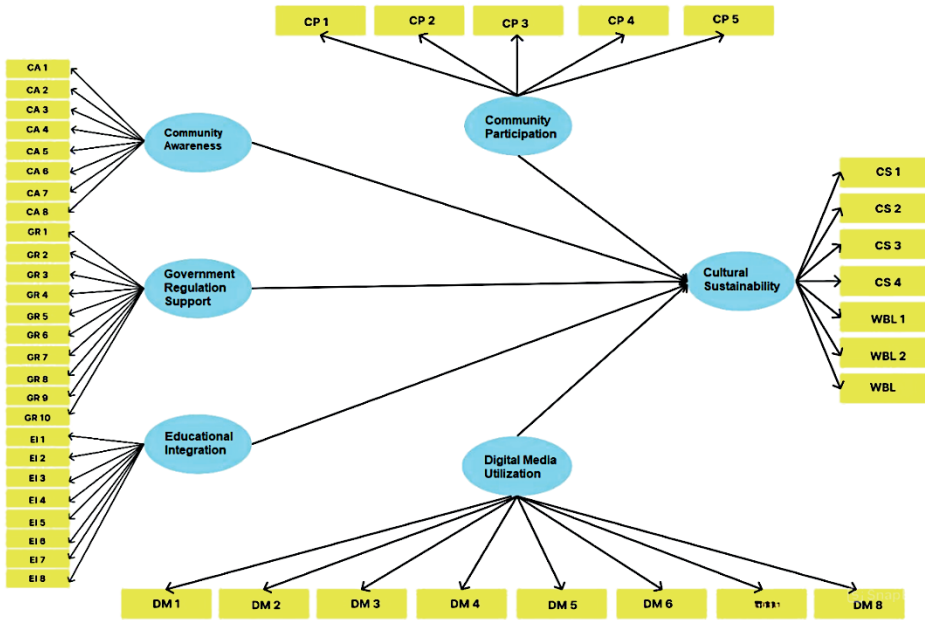 CP 1
CP 2
CP 3
CP 4
CP 5
CA 1
CA 2
CA 3
CA 4
CA 5
CA 6
CA 7
CA 8
GR 1
GR 2
GR 3
GR 4
GR 5
GR 6
GR 7
GR 8
GR 9
GR 10
EI 1
EI 2
EI 3
EI 4
EI 5
EI 6
EI 7
EI 8
Community
Awareness
Government
Regulation
Support
Educational
Integration
Community
Participation
Digital Media
Utilization
Cultural
Sustainability
CS 1
CS 2
CS 3
CS 4
WBL 1
WBL 2
WBL
DM 1
DM 2
DM 3
DM 4
DM 5
DM 6
DM 8